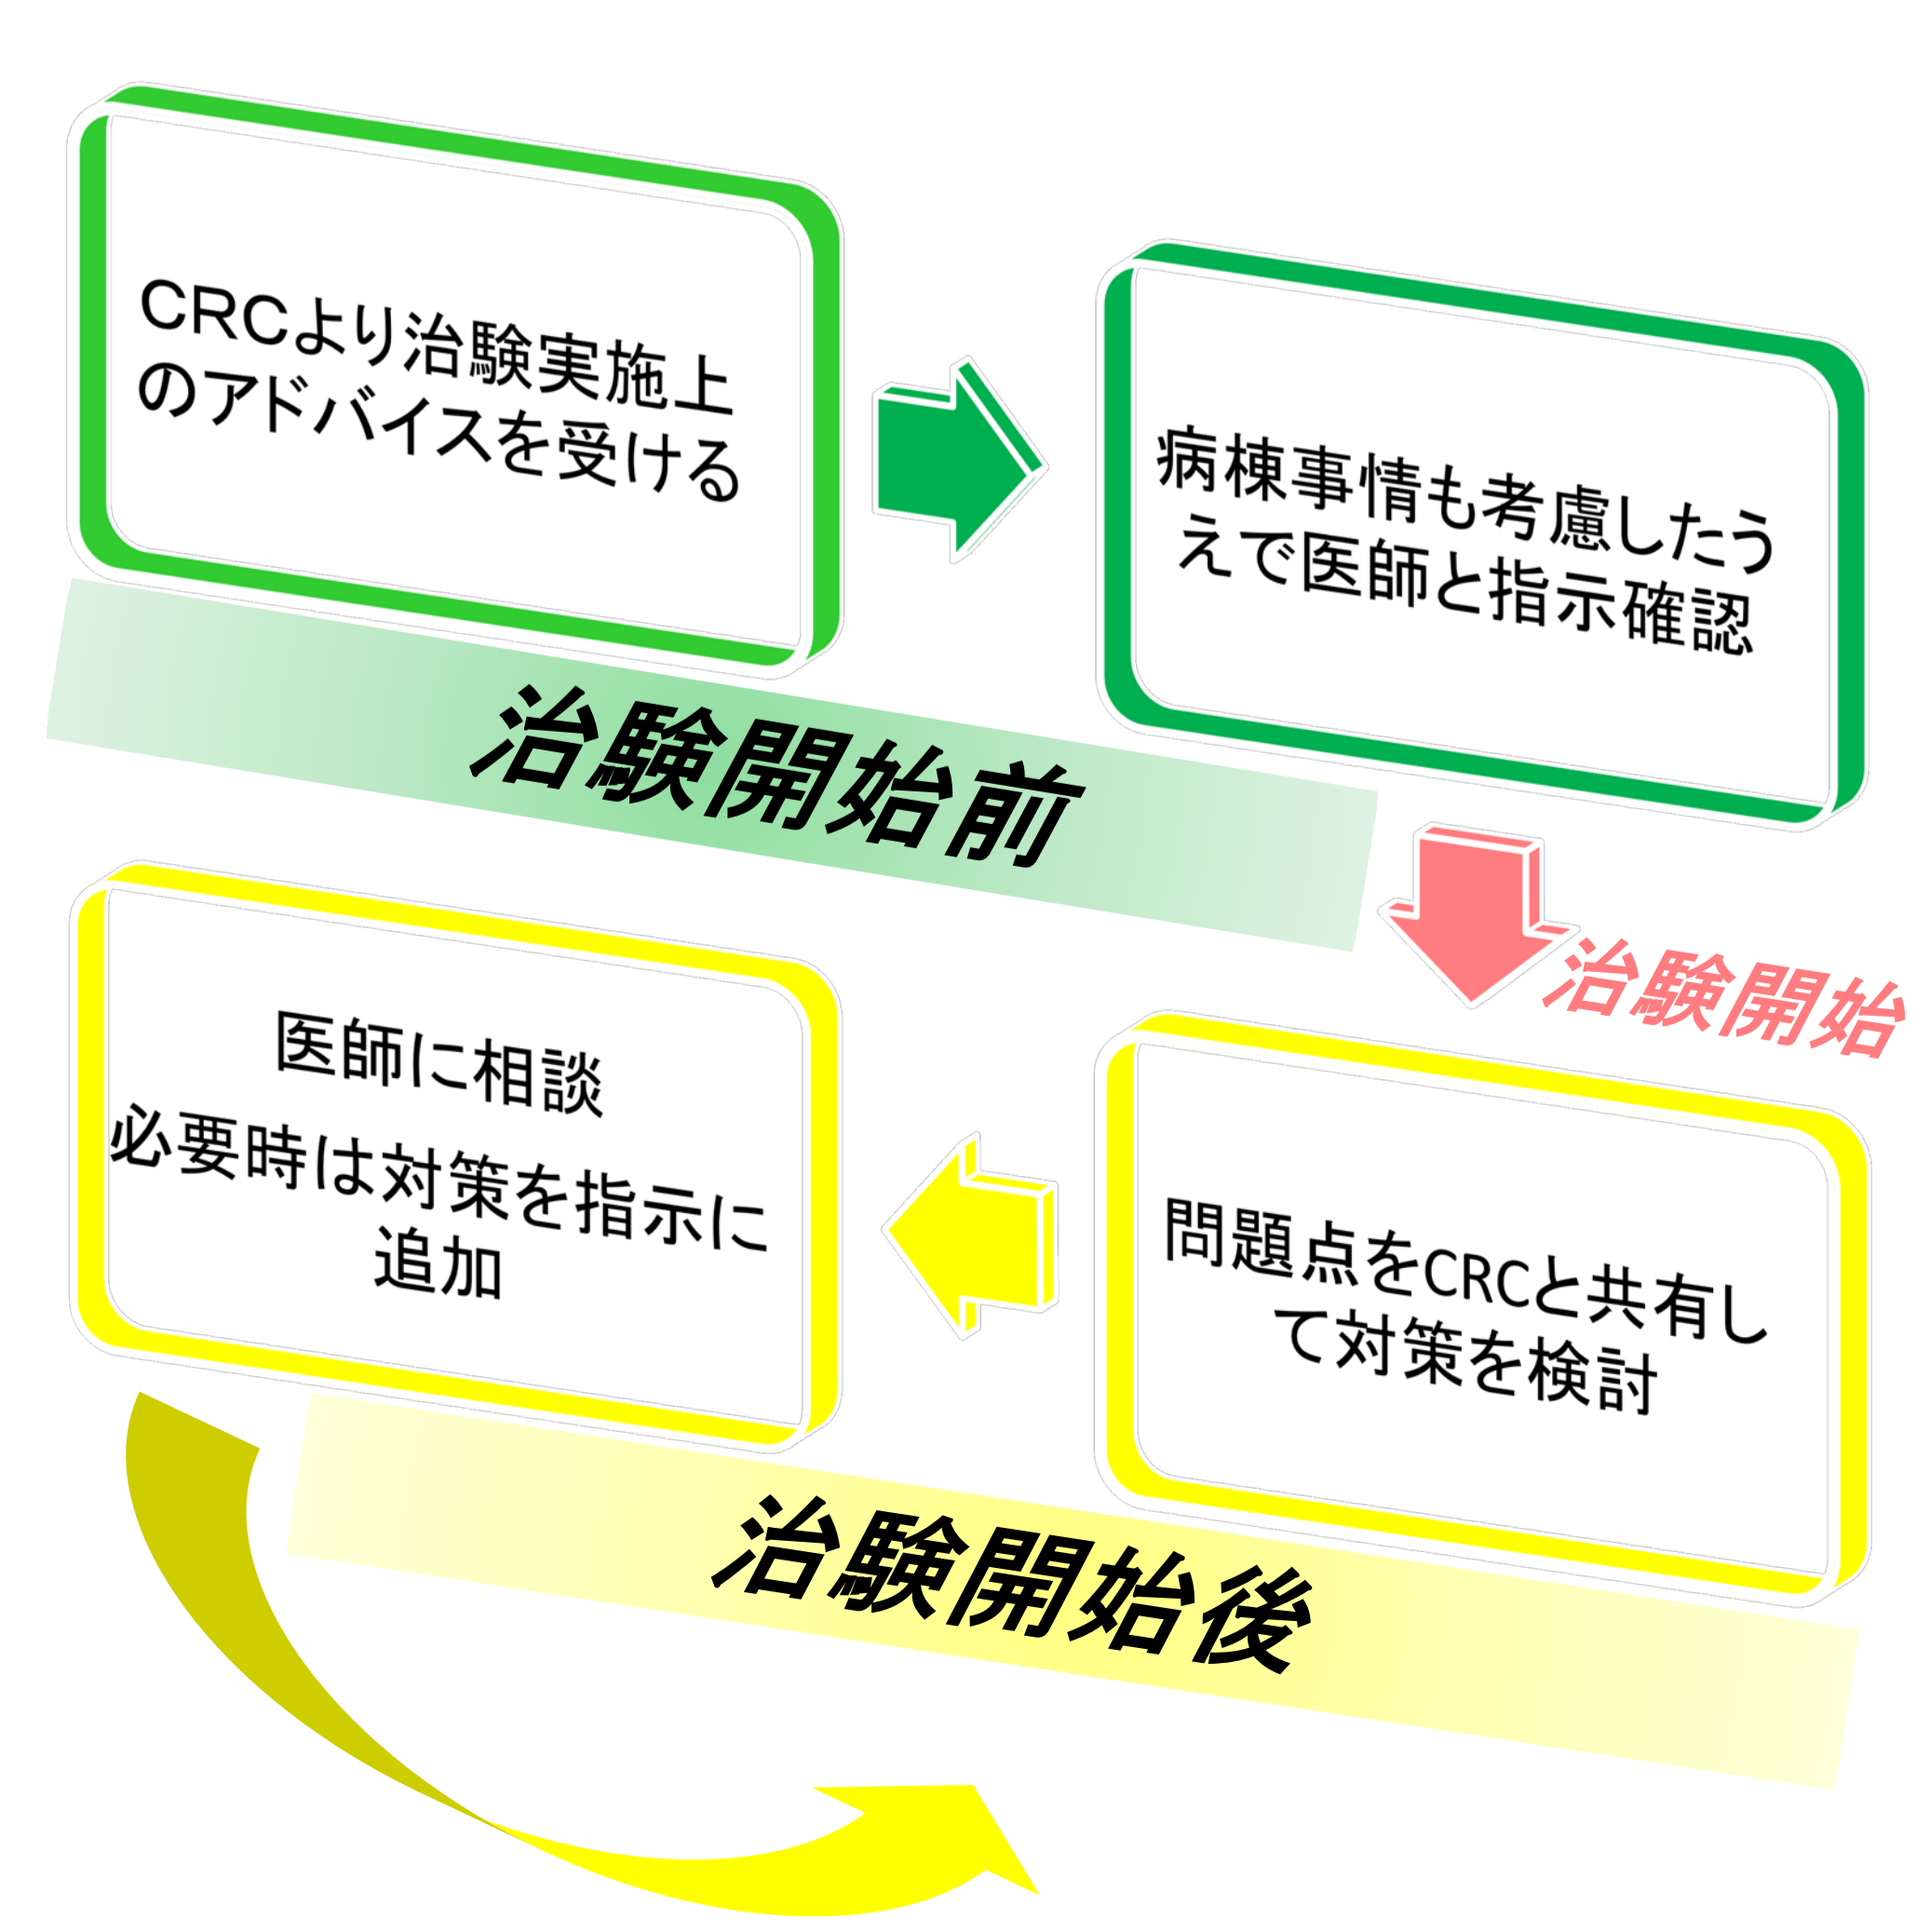 CRCより治験実施上
のアドバイスを受ける
病棟事情も考慮したう
えで医師と指示確認
治験開始前
治験開始
問題点をCRCと共有し
て対策を検討
医師に相談
必要時は対策を指示に
追加
治験開始後